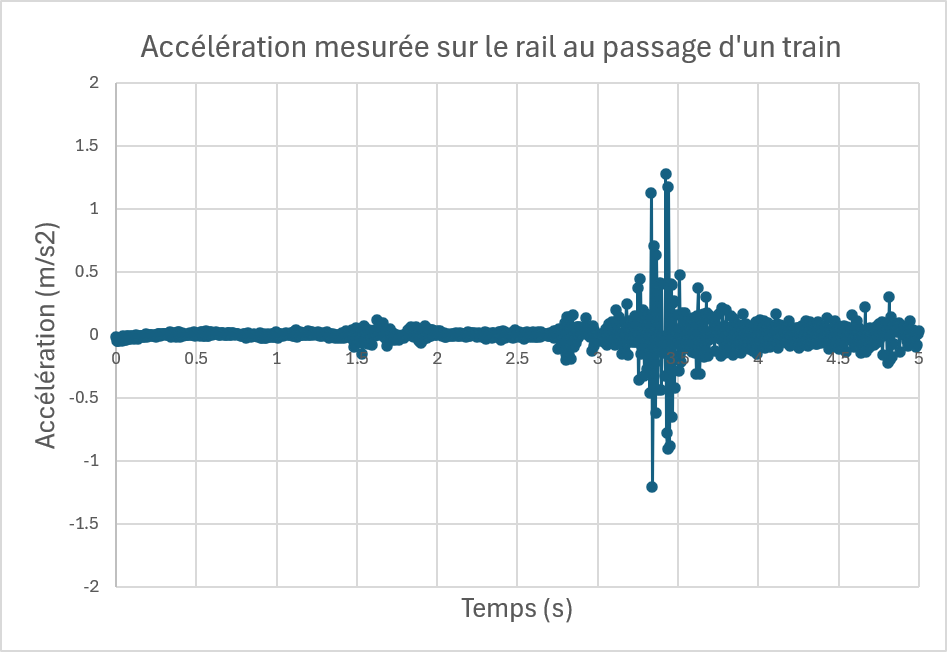 Accélération mesurée sur le rail au passage d'un train
2
1.5
1
0.5
0
-0.5
-1
-1.5
-2
0 0.5 1 1.5 2 2.5 3 3.5 4 4.5 5
Accélération (m/s2)
Temps (s)